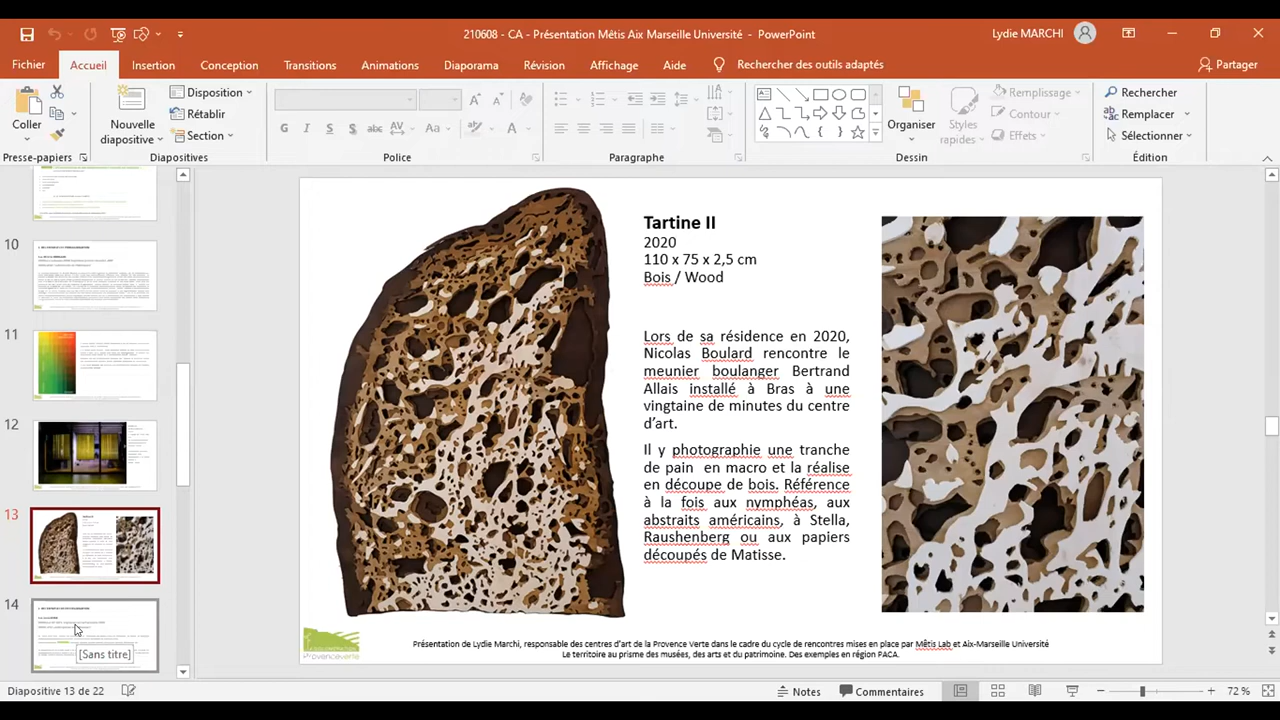 210608 - CA - Présentation Métis Aix Marseille Université - PowerPoint
Lydie MARCHI
Fichier Accueil Insertion Conception Transitions Animations Diaporama Révision Affichage Aide Rechercher des outils adaptés Partager
Coller
Nouvelle diapositive
Disposition
Rétablir
Section
G I S S abc AV Aa A
Organiser
Styles rapides
Remplissage
Contour
Effets
Rechercher
Remplacer
Sélectionner
Presse-papiers Diapositives Police Paragraphe Dessin Édition
10
11
12
13
14
[Sans titre]
Tartine II
2020
110 x 75 x 2,5 cm
Bois / Wood
Lors de sa résidence en 2020,
Nicolas Boulard rencontre le
meunier boulanger Bertrand
Allais installé à Bras à une
vingtaine de minutes du centre
d'art.
Il y photographie une tranche
de pain en macro et la réalise
en découpe de bois. Référence
à la fois aux nymphéas, aux
abstraits américains, à Stella,
Raushenberg ou aux papiers
découpés de Matisse.
Provenceverte
Présentation de Lydie Marchi, responsable des centres d'art de la Provence Verte dans le cadre du cycle de rencontres mises en place par Métis Lab et Aix-Marseille Université
Le territoire au prisme des musées, des arts et du patrimoine. Des exemples en région PACA.
Diapositive 13 de 22
Notes Commentaires 72 %